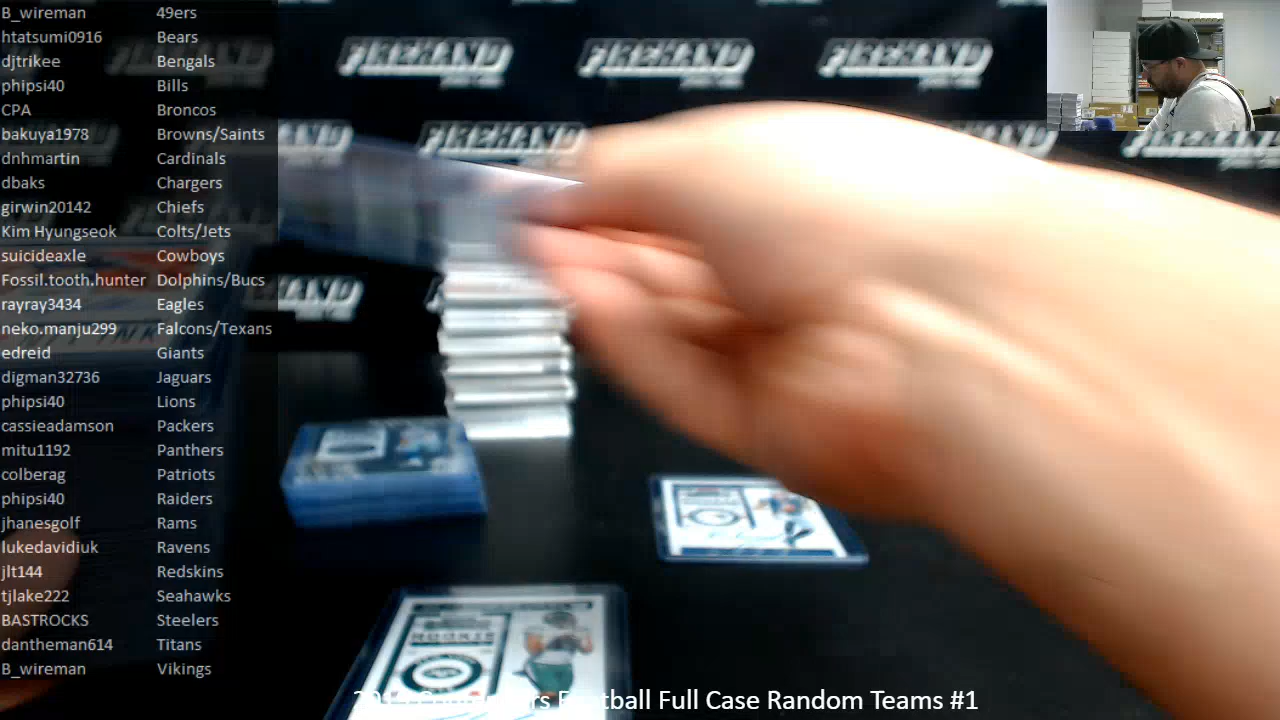 B_wireman 49ers
htatsumi0916 Bears
djtrikee Bengals
phipsi40 Bills
CPA Broncos
bakuya1978 Browns/Saints
dnhmartin Cardinals
dbaks Chargers
girwin20142 Chiefs
Kim Hyungseok Colts/Jets
suicideaxle Cowboys
Fossil.tooth.hunter Dolphins/Bucs
rayray3434 Eagles
neko.manju299 Falcons/Texans
edreid Giants
digman32736 Jaguars
phipsi40 Lions
cassieadamson Packers
mitu1192 Panthers
colberag Patriots
phipsi40 Raiders
jhanesgolf Rams
lukedavidiuk Ravens
jlt144 Redskins
tjlake222 Seahawks
BASTROCKS Steelers
dantheman614 Titans
B_wireman Vikings
FIREHAND FIREHAND FIREHAND
FIREHAND
ROOKIE
Football Full Case Random Teams #1